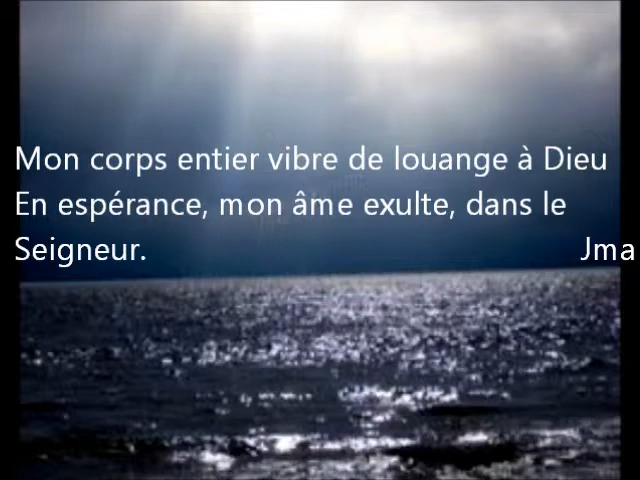 Mon corps entier vibre de louange à Dieu
En espérance, mon âme exulte, dans le
Seigneur. Jma